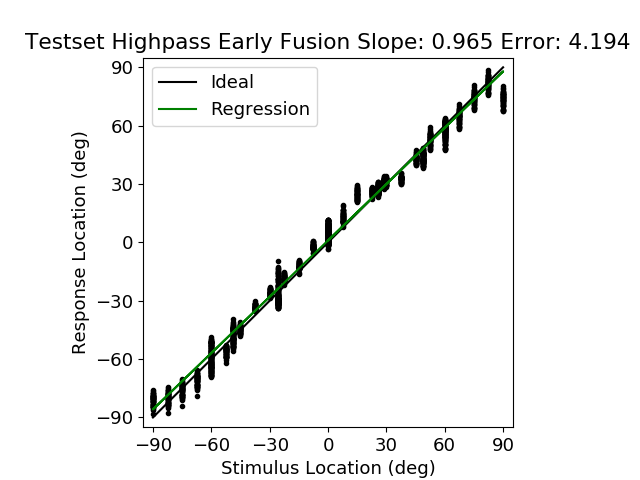 Testset Highpass Early Fusion Slope: 0.965 Error: 4.194
Ideal
Regression
Response Location (deg)
90
60
30
0
−30
−60
−90
−90 −60 −30 0 30 60 90
Stimulus Location (deg)